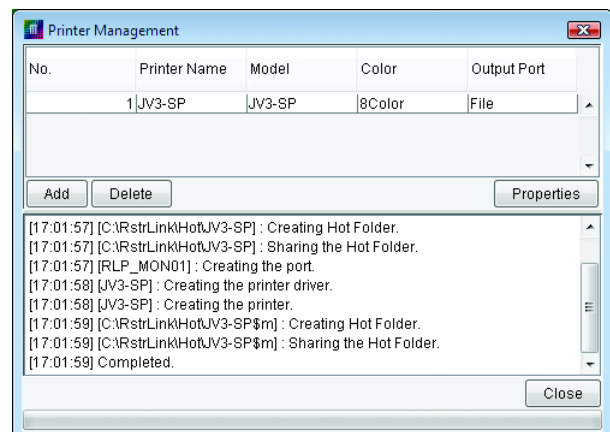 Printer Management
No. Printer Name Model Color Output Port
1 JV3-SP JV3-SP 8Color File
Add Delete Properties
[17:01:57] [C:\RstrLink\Hot\JV3-SP] : Creating Hot Folder.
[17:01:57] [C:\RstrLink\Hot\JV3-SP] : Sharing the Hot Folder.
[17:01:57] [RLP_MON01] : Creating the port.
[17:01:58] [JV3-SP] : Creating the printer driver.
[17:01:58] [JV3-SP] : Creating the printer.
[17:01:59] [C:\RstrLink\Hot\JV3-SP$m] : Creating Hot Folder.
[17:01:59] [C:\RstrLink\Hot\JV3-SP$m] : Sharing the Hot Folder.
[17:01:59] Completed.
Close